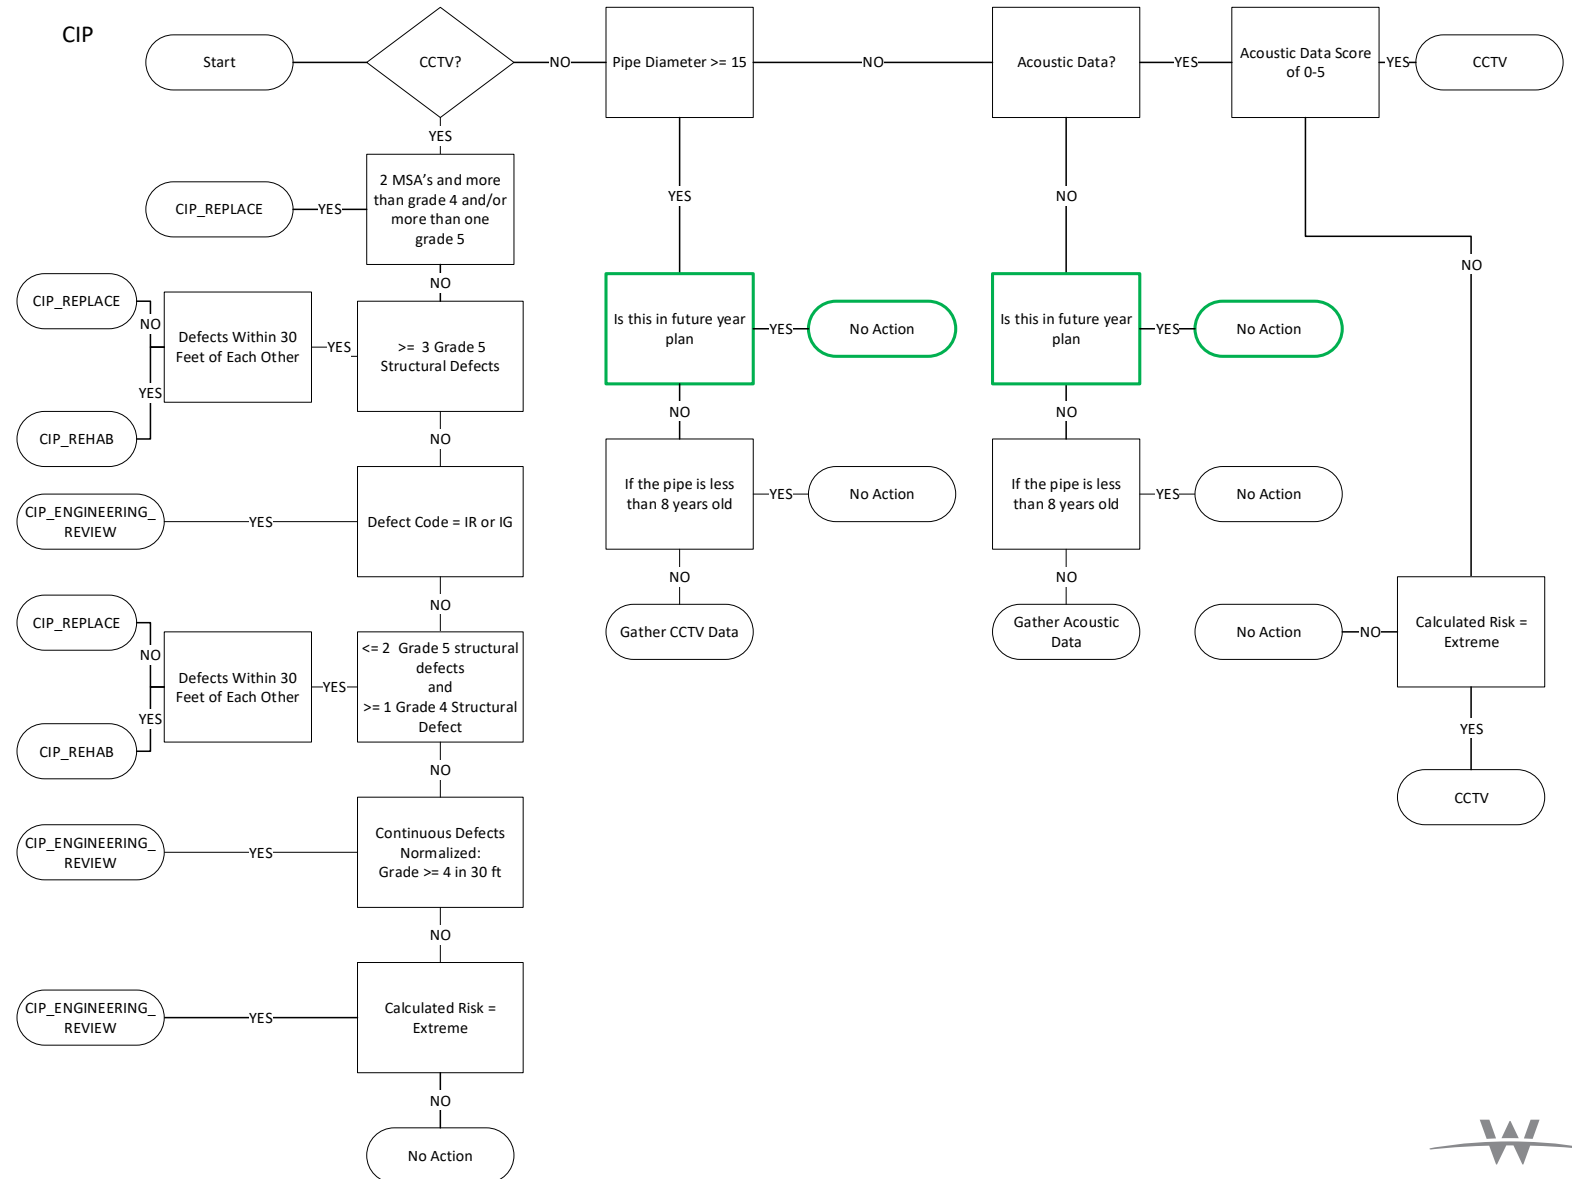 CIP
Start
CCTV?
NO
Pipe Diameter >= 15
NO
Acoustic Data?
YES
Acoustic Data Score
of 0-5
YES
CCTV
YES
2 MSA's and more
than grade 4 and/or
more than one
grade 5
YES
CIP_REPLACE
NO
>= 3 Grade 5
Structural Defects
YES
Defects Within 30
Feet of Each Other
NO
CIP_REPLACE
YES
CIP_REHAB
NO
Defect Code = IR or IG
YES
CIP_ENGINEERING_
REVIEW
NO
<= 2 Grade 5 structural
defects
and
>= 1 Grade 4 Structural
Defect
YES
Defects Within 30
Feet of Each Other
NO
CIP_REPLACE
YES
CIP_REHAB
NO
Continuous Defects
Normalized:
Grade >= 4 in 30 ft
YES
CIP_ENGINEERING_
REVIEW
NO
Calculated Risk =
Extreme
YES
CIP_ENGINEERING_
REVIEW
NO
No Action
YES
Is this in future year
plan
YES
No Action
NO
If the pipe is less
than 8 years old
YES
No Action
NO
Gather CCTV Data
NO
Is this in future year
plan
YES
No Action
NO
If the pipe is less
than 8 years old
YES
No Action
NO
Gather Acoustic
Data
NO
Calculated Risk =
Extreme
NO
No Action
YES
CCTV
W